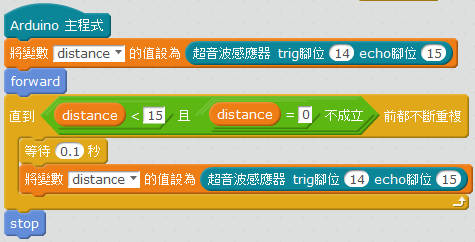 Arduino 主程式
將變數 distance 的值設為 超音波感應器 trig腳位 14 echo腳位 15
forward
直到 distance < 15 且 distance = 0 不成立 前都不斷重複
等待 0.1 秒
將變數 distance 的值設為 超音波感應器 trig腳位 14 echo腳位 15
stop